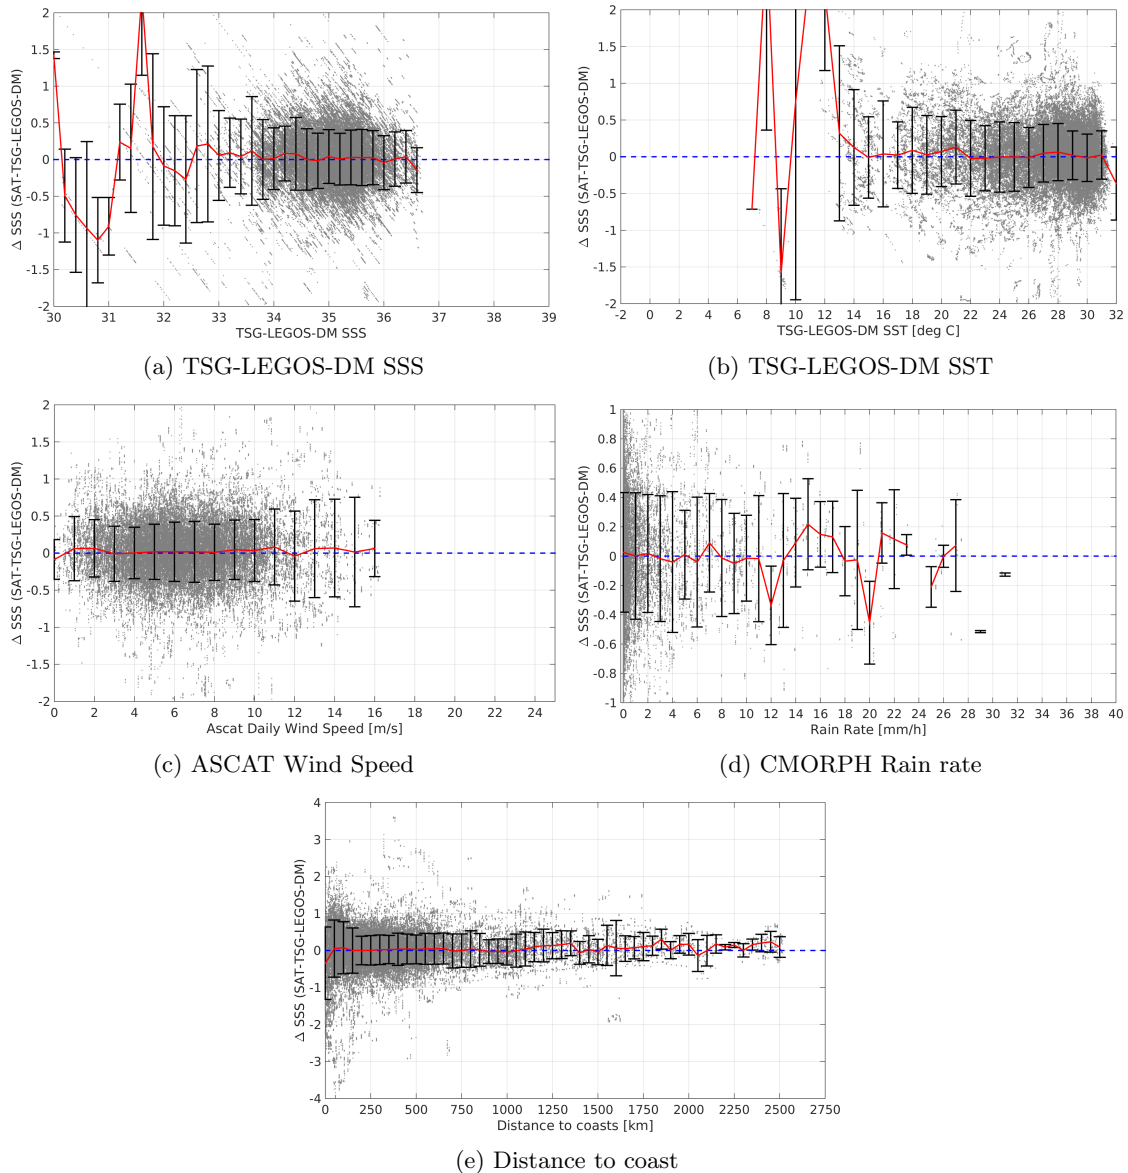 2
1.5
1
0.5
0
-0.5
-1
-1.5
-2
Δ SSS (SAT-TSG-LEGOS-DM)
30 31 32 33 34 35 36 37 38 39
TSG-LEGOS-DM SSS
(a) TSG-LEGOS-DM SSS
2
1.5
1
0.5
0
-0.5
-1
-1.5
-2
Δ SSS (SAT-TSG-LEGOS-DM)
-2 0 2 4 6 8 10 12 14 16 18 20 22 24 26 28 30 32
TSG-LEGOS-DM SST [deg C]
(b) TSG-LEGOS-DM SST
2
1.5
1
0.5
0
-0.5
-1
-1.5
-2
Δ SSS (SAT-TSG-LEGOS-DM)
0 2 4 6 8 10 12 14 16 18 20 22 24
Ascat Daily Wind Speed [m/s]
(c) ASCAT Wind Speed
1
0.8
0.6
0.4
0.2
0
-0.2
-0.4
-0.6
-0.8
-1
Δ SSS (SAT-TSG-LEGOS-DM)
0 2 4 6 8 10 12 14 16 18 20 22 24 26 28 30 32 34 36 38 40
Rain Rate [mm/h]
(d) CMORPH Rain rate
4
3
2
1
0
-1
-2
-3
-4
Δ SSS (SAT-TSG-LEGOS-DM)
0 250 500 750 1000 1250 1500 1750 2000 2250 2500 2750
Distance to coasts [km]
(e) Distance to coast